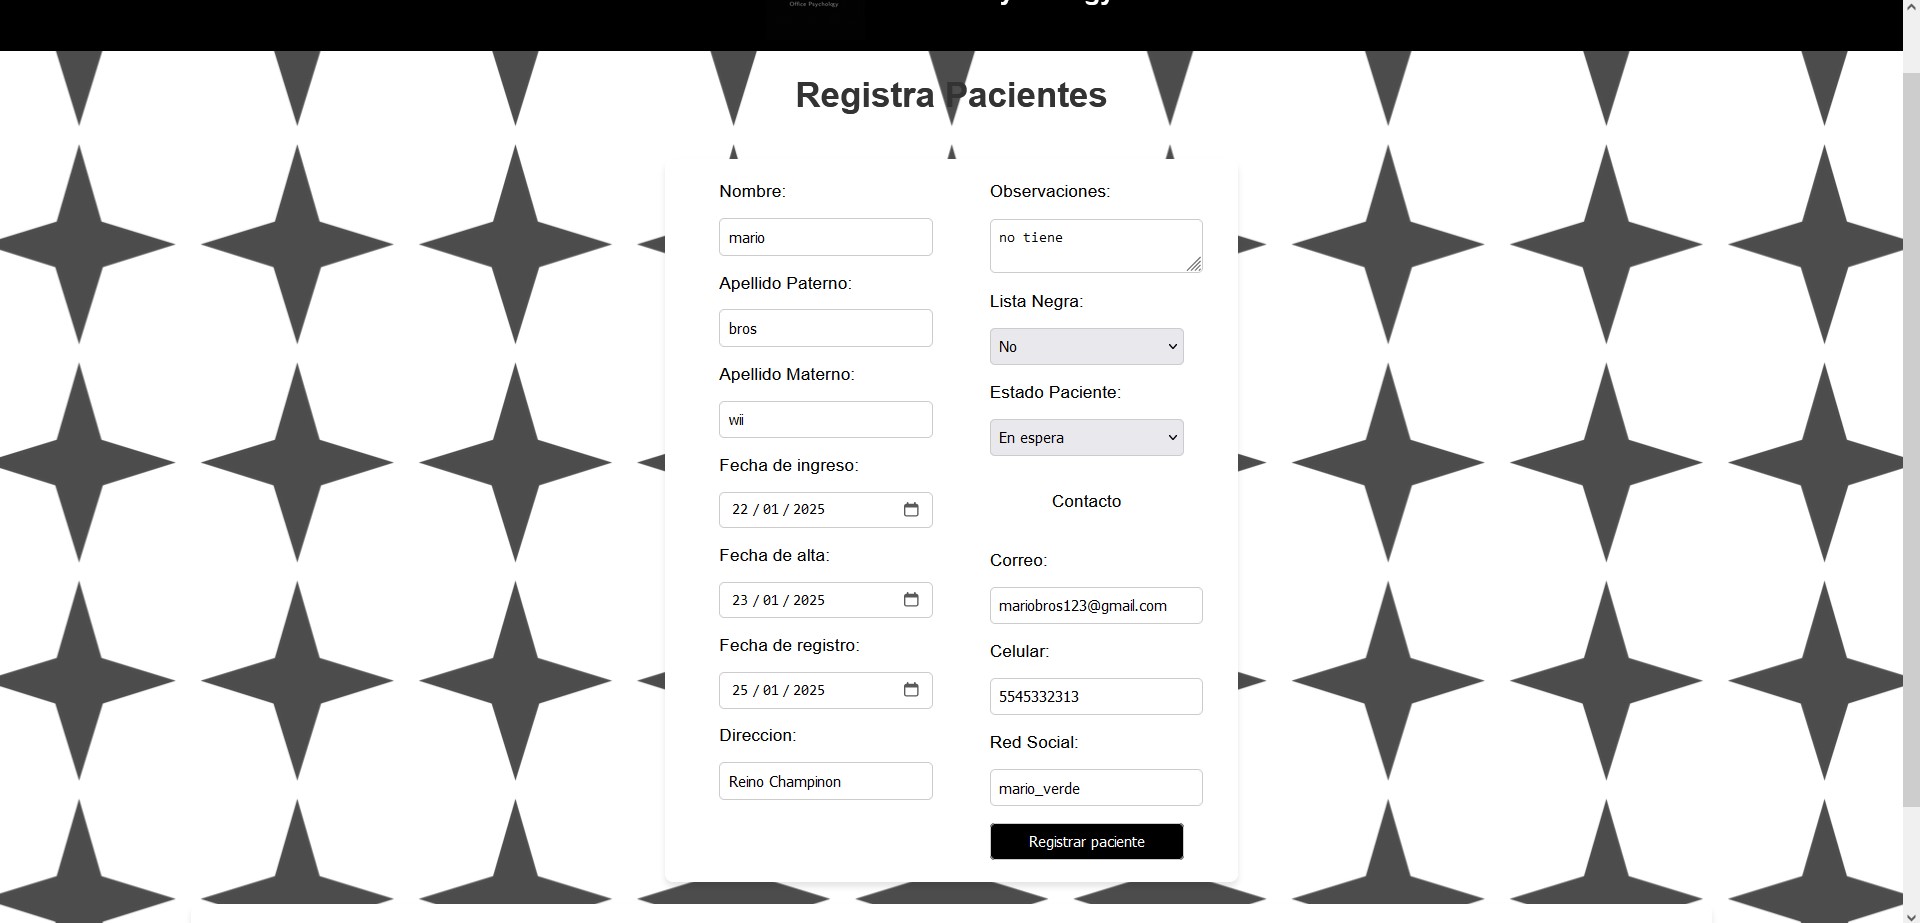 Office Psychology
Registra Pacientes
Nombre:
mario
Apellido Paterno:
bros
Apellido Materno:
wii
Fecha de ingreso:
22 / 01 / 2025
Fecha de alta:
23 / 01 / 2025
Fecha de registro:
25 / 01 / 2025
Direccion:
Reino Champinon
Observaciones:
no tiene
Lista Negra:
No
Estado Paciente:
En espera
Contacto
Correo:
mariobros123@gmail.com
Celular:
5545332313
Red Social:
mario_verde
Registrar paciente